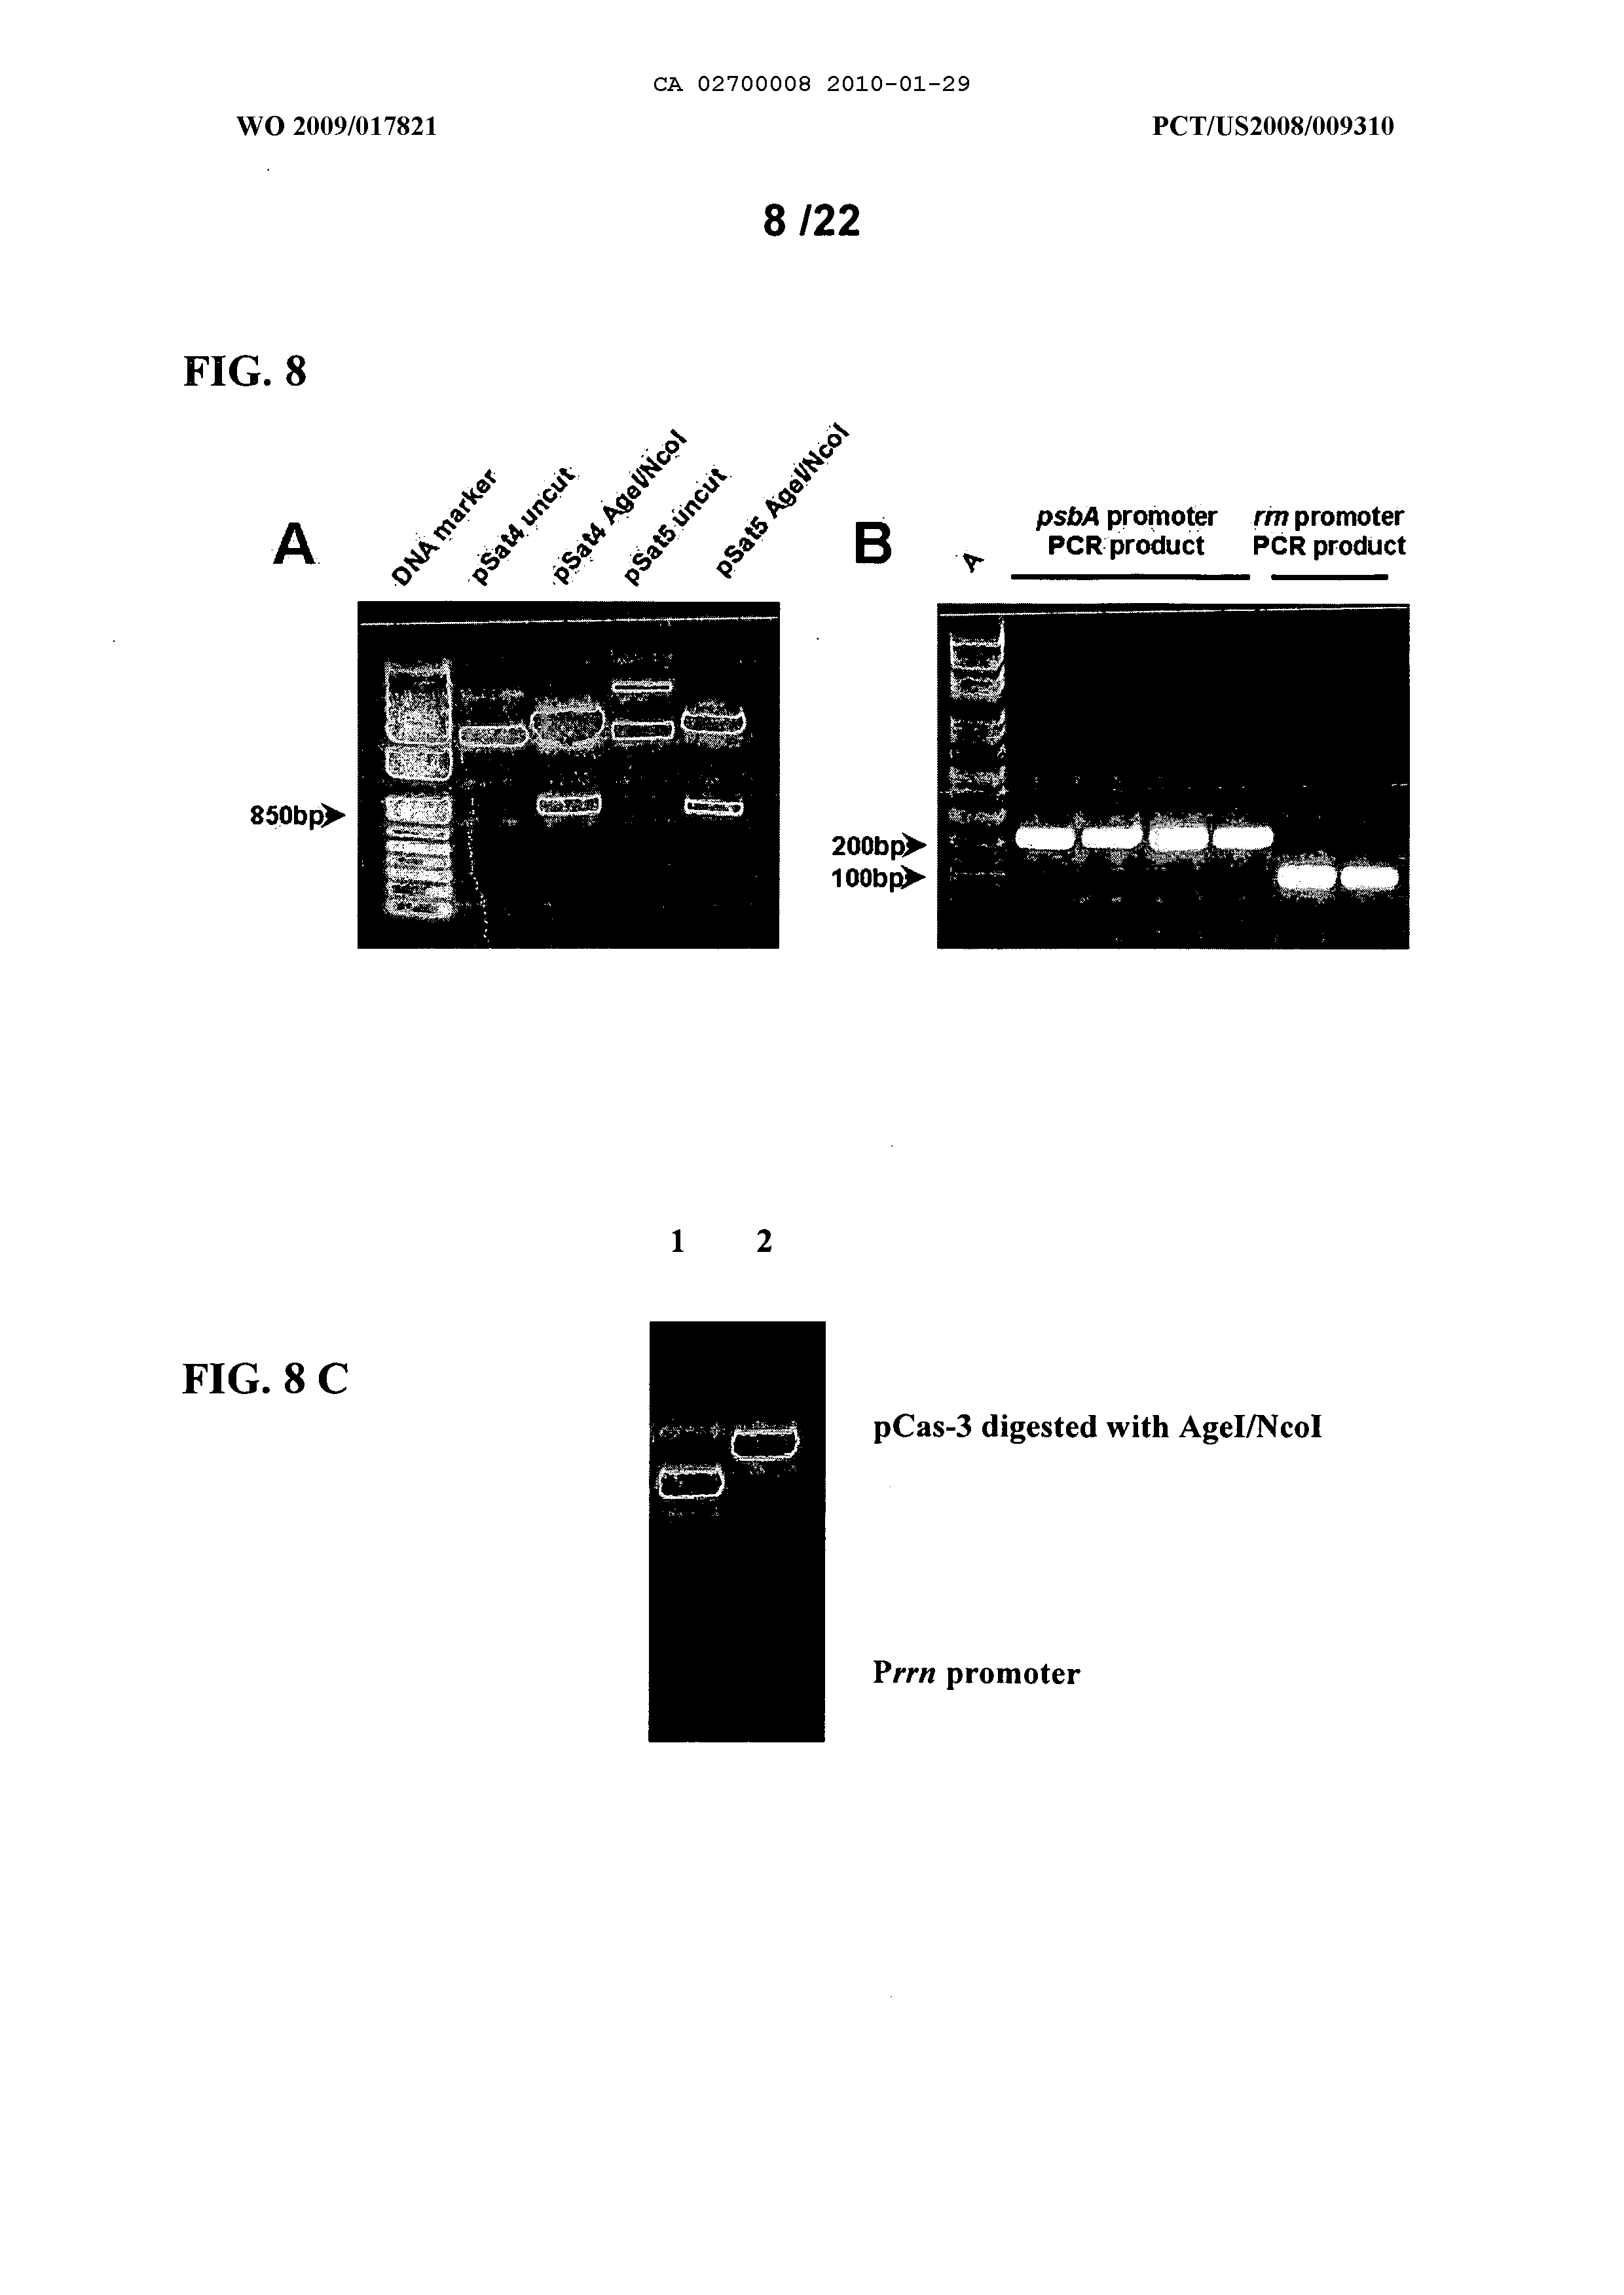 CA 02700008 2010-01-29
WO 2009/017821
PCT/US2008/009310
8 /22
FIG. 8
A
DNA marker
pSat4 uncut
pSat4 AgeI/NcoI
pSat5 uncut
pSat5 AgeI/NcoI
850bp
B
A
psbA promoter
PCR product
rrn promoter
PCR product
200bp
100bp
1 2
FIG. 8 C
pCas-3 digested with AgeI/NcoI
Prrn promoter